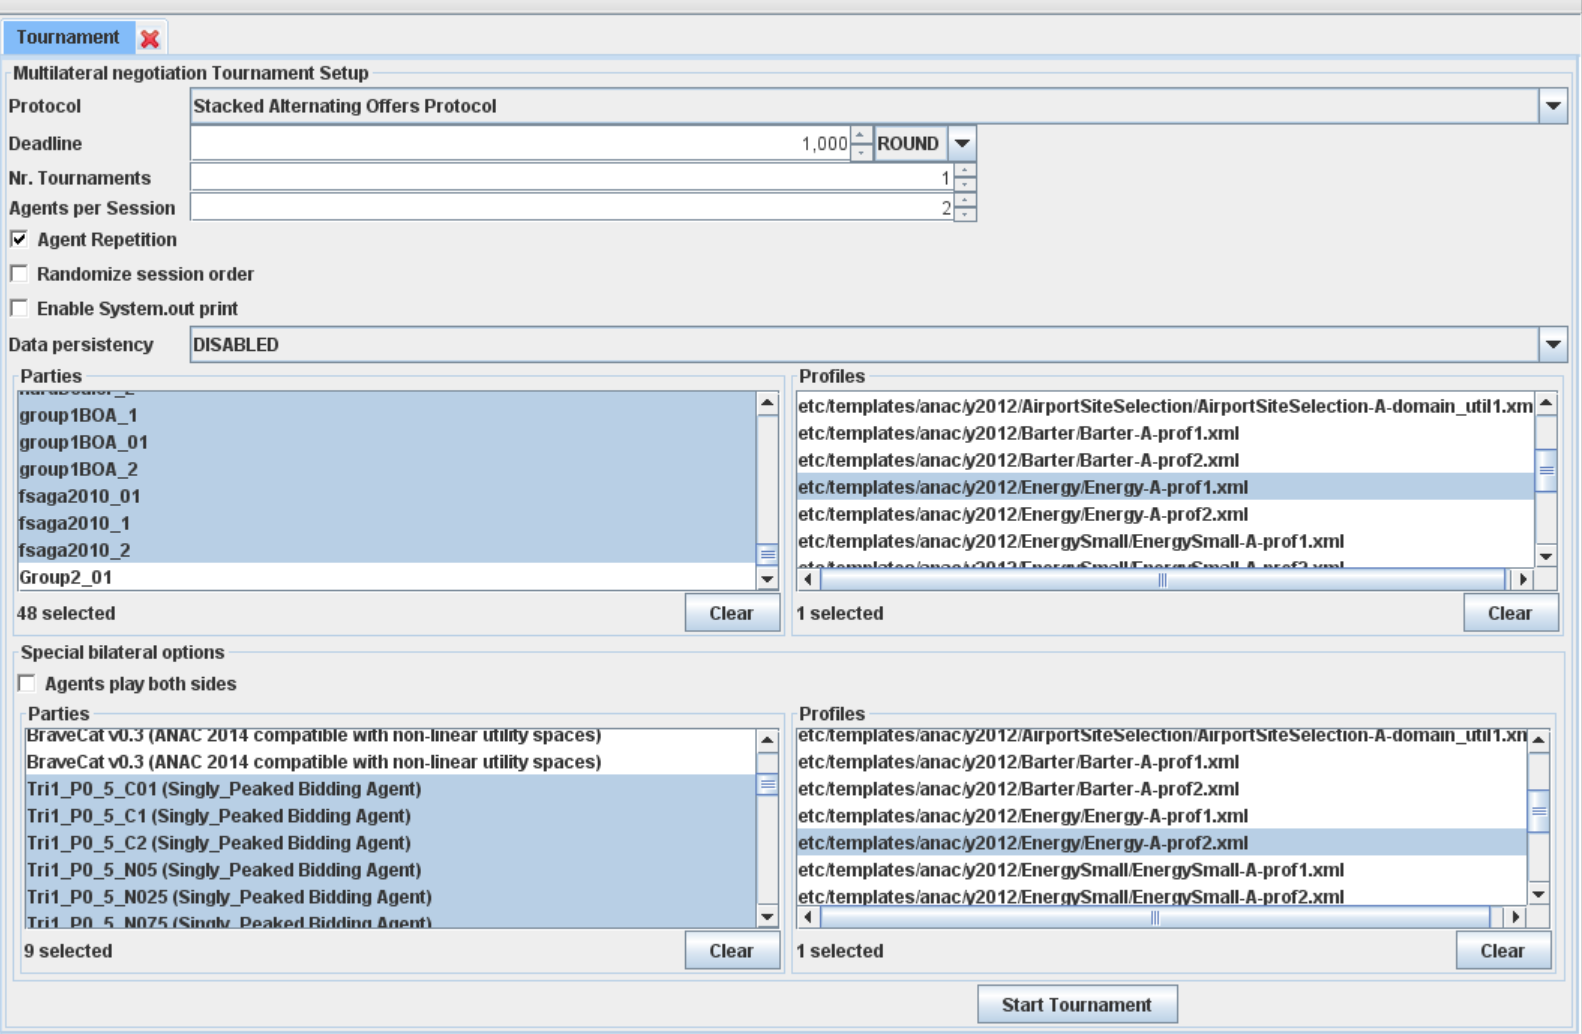 Tournament
Multilateral negotiation Tournament Setup
Protocol Stacked Alternating Offers Protocol
Deadline 1,000 ROUND
Nr. Tournaments 1
Agents per Session 2
Agent Repetition
Randomize session order
Enable System.out print
Data persistency DISABLED
Parties
group1BOA_1
group1BOA_01
group1BOA_2
fsaga2010_01
fsaga2010_1
fsaga2010_2
Group2_01
48 selected
Clear
Profiles
etc/templates/anac/y2012/AirportSiteSelection/AirportSiteSelection-A-domain_util1.xm
etc/templates/anac/y2012/Barter/Barter-A-prof1.xml
etc/templates/anac/y2012/Barter/Barter-A-prof2.xml
etc/templates/anac/y2012/Energy/Energy-A-prof1.xml
etc/templates/anac/y2012/Energy/Energy-A-prof2.xml
etc/templates/anac/y2012/EnergySmall/EnergySmall-A-prof1.xml
etc/templates/anac/y2012/EnergySmall/EnergySmall-A-prof2.xml
1 selected
Clear
Special bilateral options
Agents play both sides
Parties
BraveCat v0.3 (ANAC 2014 compatible with non-linear utility spaces)
BraveCat v0.3 (ANAC 2014 compatible with non-linear utility spaces)
Tri1_P0_5_C01 (Singly_Peaked Bidding Agent)
Tri1_P0_5_C1 (Singly_Peaked Bidding Agent)
Tri1_P0_5_C2 (Singly_Peaked Bidding Agent)
Tri1_P0_5_N05 (Singly_Peaked Bidding Agent)
Tri1_P0_5_N025 (Singly_Peaked Bidding Agent)
Tri1_P0_5_N075 (Singly_Peaked Bidding Agent)
9 selected
Clear
Profiles
etc/templates/anac/y2012/AirportSiteSelection/AirportSiteSelection-A-domain_util1.xn
etc/templates/anac/y2012/Barter/Barter-A-prof1.xml
etc/templates/anac/y2012/Barter/Barter-A-prof2.xml
etc/templates/anac/y2012/Energy/Energy-A-prof1.xml
etc/templates/anac/y2012/Energy/Energy-A-prof2.xml
etc/templates/anac/y2012/EnergySmall/EnergySmall-A-prof1.xml
etc/templates/anac/y2012/EnergySmall/EnergySmall-A-prof2.xml
1 selected
Clear
Start Tournament